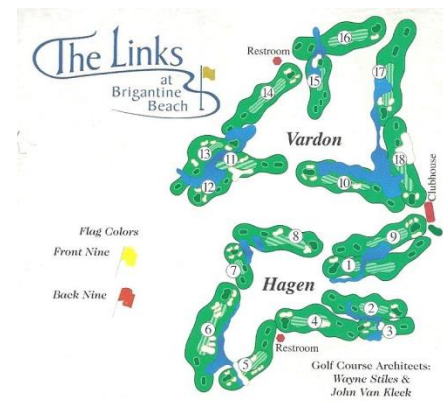 The Links
at
Brigantine
Beach
Restroom
16
17
15
14
Vardon
13
11
12
10
18
Clubhouse
Flag Colors
Front Nine
Back Nine
8
9
7
1
Hagen
6
2
4
3
5
Restroom
Golf Course Architects:
Wayne Stiles &
John Van Kleek